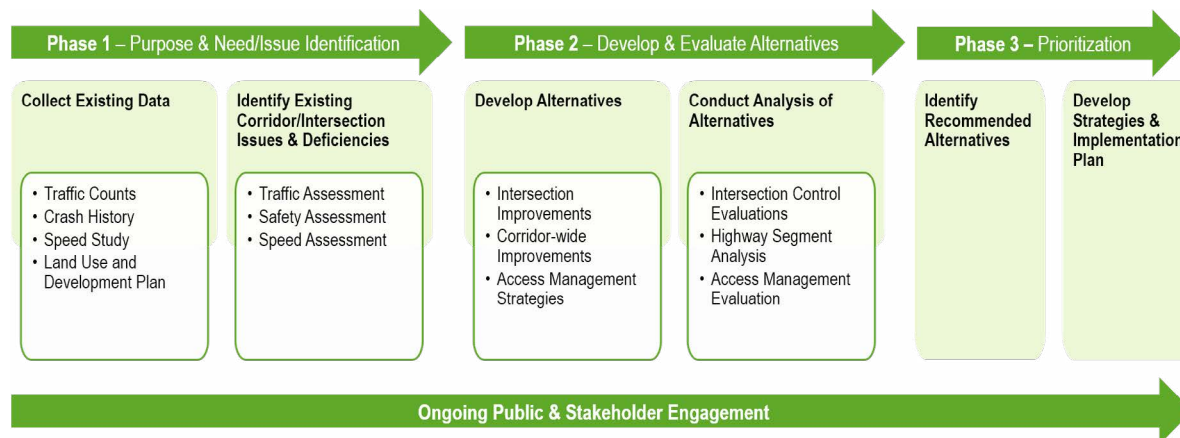 Phase 1 – Purpose & Need/Issue Identification
Phase 2 – Develop & Evaluate Alternatives
Phase 3 – Prioritization
Collect Existing Data
• Traffic Counts
• Crash History
• Speed Study
• Land Use and
Development Plan
Identify Existing
Corridor/Intersection
Issues & Deficiencies
• Traffic Assessment
• Safety Assessment
• Speed Assessment
Develop Alternatives
• Intersection
Improvements
• Corridor-wide
Improvements
• Access Management
Strategies
Conduct Analysis of
Alternatives
• Intersection Control
Evaluations
• Highway Segment
Analysis
• Access Management
Evaluation
Identify
Recommended
Alternatives
Develop
Strategies &
Implementation
Plan
Ongoing Public & Stakeholder Engagement